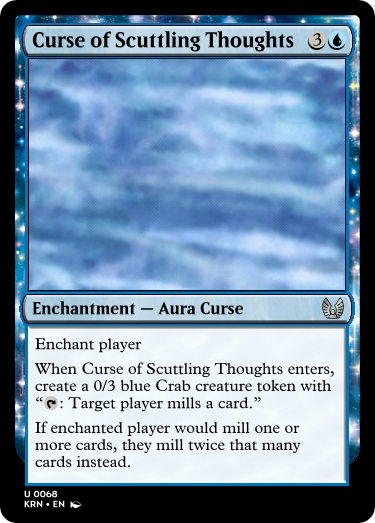 Curse of Scuttling Thoughts 3
Enchantment — Aura Curse
Enchant player
When Curse of Scuttling Thoughts enters,
create a 0/3 blue Crab creature token with
“: Target player mills a card.”
If enchanted player would mill one or
more cards, they mill twice that many
cards instead.
U 0068
KRN • EN